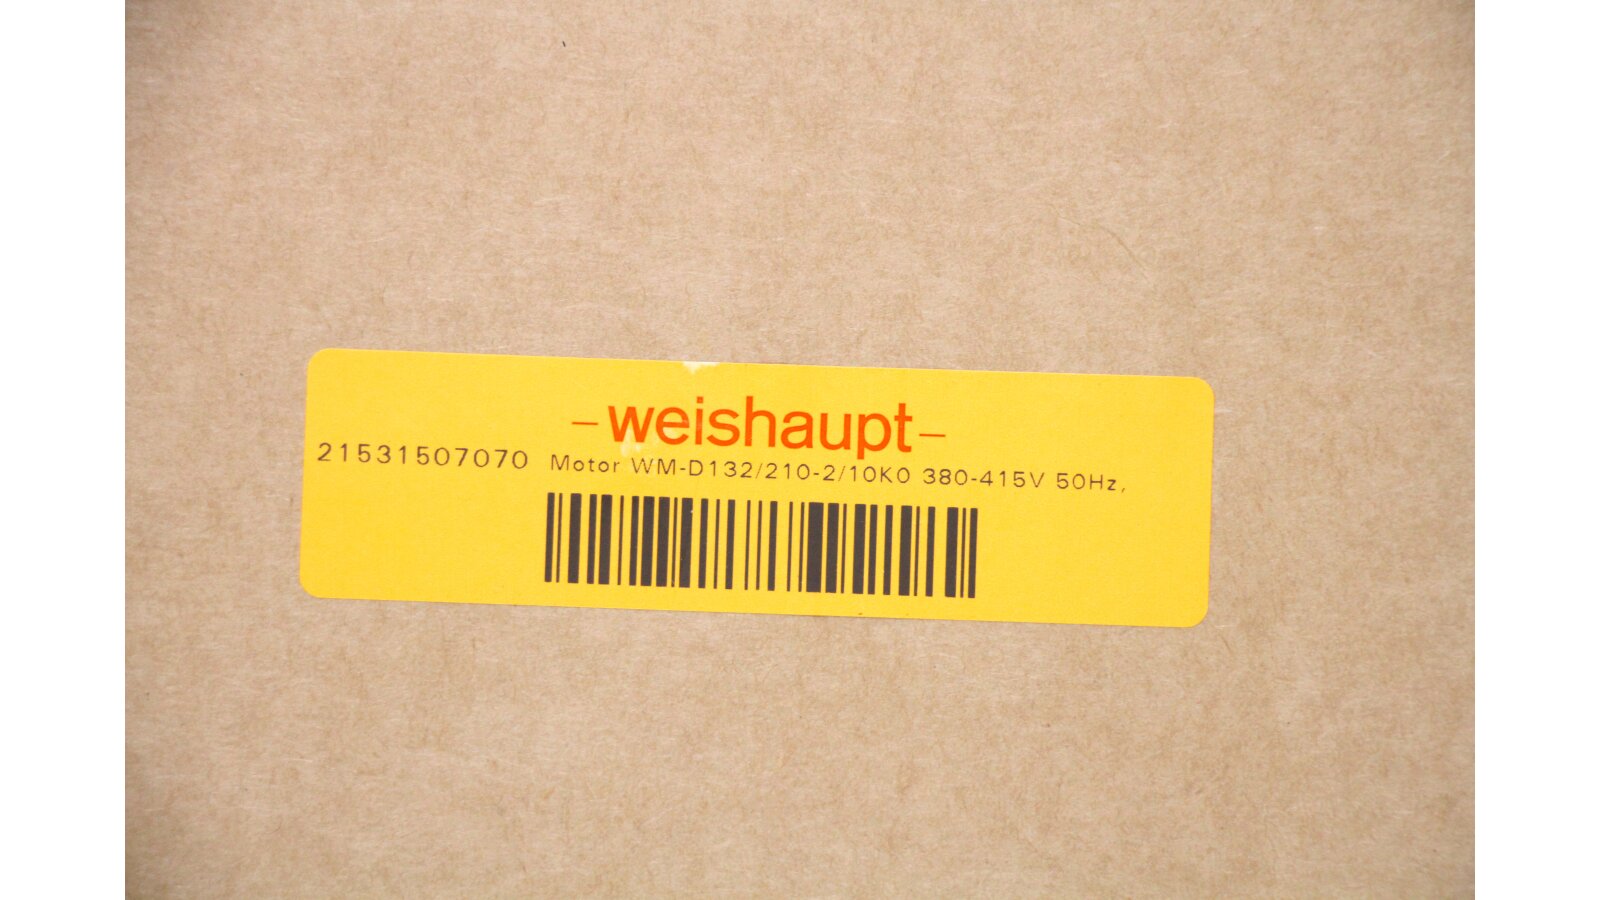 -weishaupt-
21531507070 Motor WM-D132/210-2/10K0 380-415V 50Hz,